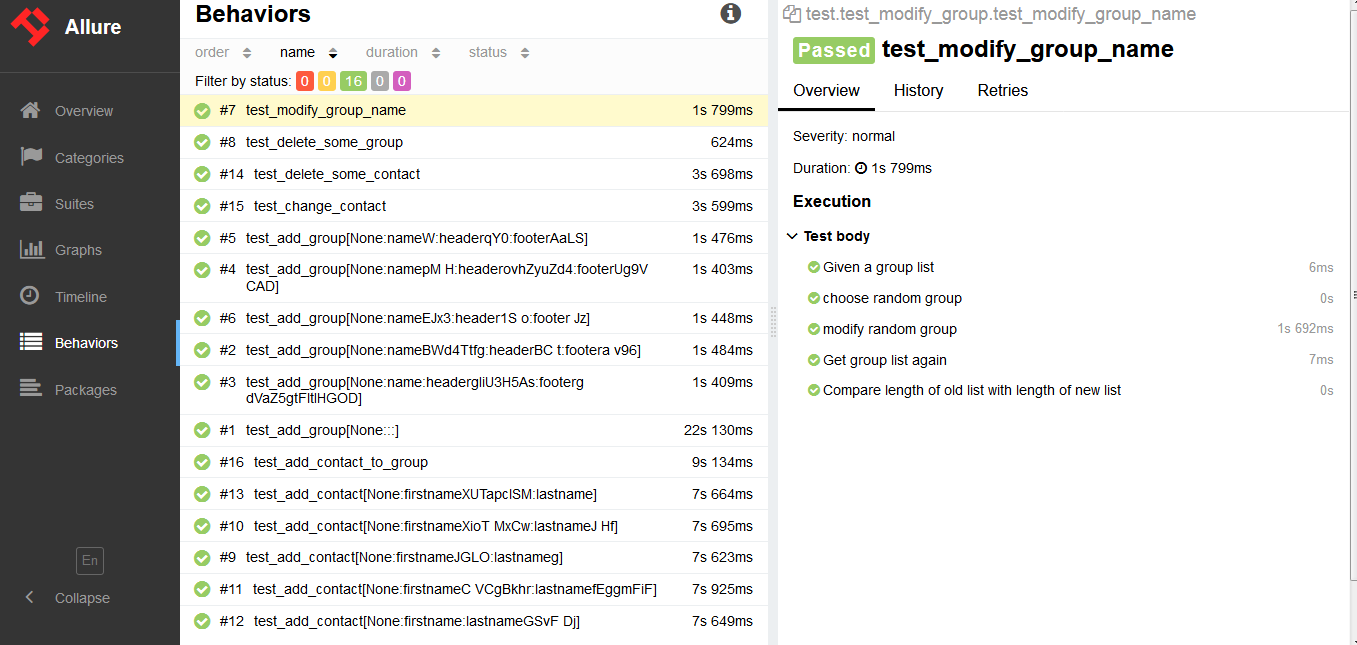 Allure
Overview
Categories
Suites
Graphs
Timeline
Behaviors
Packages
En
Collapse
Behaviors
order name duration status
Filter by status: 0 0 16 0 0
#7 test_modify_group_name 1s 799ms
#8 test_delete_some_group 624ms
#14 test_delete_some_contact 3s 698ms
#15 test_change_contact 3s 599ms
#5 test_add_group[None:nameW:headerqY0:footerAaLS] 1s 476ms
#4 test_add_group[None:namepM H:headerovhZyuZd4:footerUg9V 1s 403ms
CAD]
#6 test_add_group[None:nameEJx3:header1S o:footer Jz] 1s 448ms
#2 test_add_group[None:nameBWd4Ttfg:headerBC t:footera v96] 1s 484ms
#3 test_add_group[None:name:headergliU3H5As:footerg 1s 409ms
dVaZ5gtFltlHGOD]
#1 test_add_group[None:::] 22s 130ms
#16 test_add_contact_to_group 9s 134ms
#13 test_add_contact[None:firstnameXUTapclSM:lastname] 7s 664ms
#10 test_add_contact[None:firstnameXioT MxCw:lastnameJ Hf] 7s 695ms
#9 test_add_contact[None:firstnameJGLO:lastnameg] 7s 623ms
#11 test_add_contact[None:firstnameC VCgBkhr:lastnamefEggmFiF] 7s 925ms
#12 test_add_contact[None:firstname:lastnameGSvF Dj] 7s 649ms
test.test_modify_group.test_modify_group_name
Passed test_modify_group_name
Overview History Retries
Severity: normal
Duration: 1s 799ms
Execution
Test body
Given a group list 6ms
choose random group 0s
modify random group 1s 692ms
Get group list again 7ms
Compare length of old list with length of new list 0s